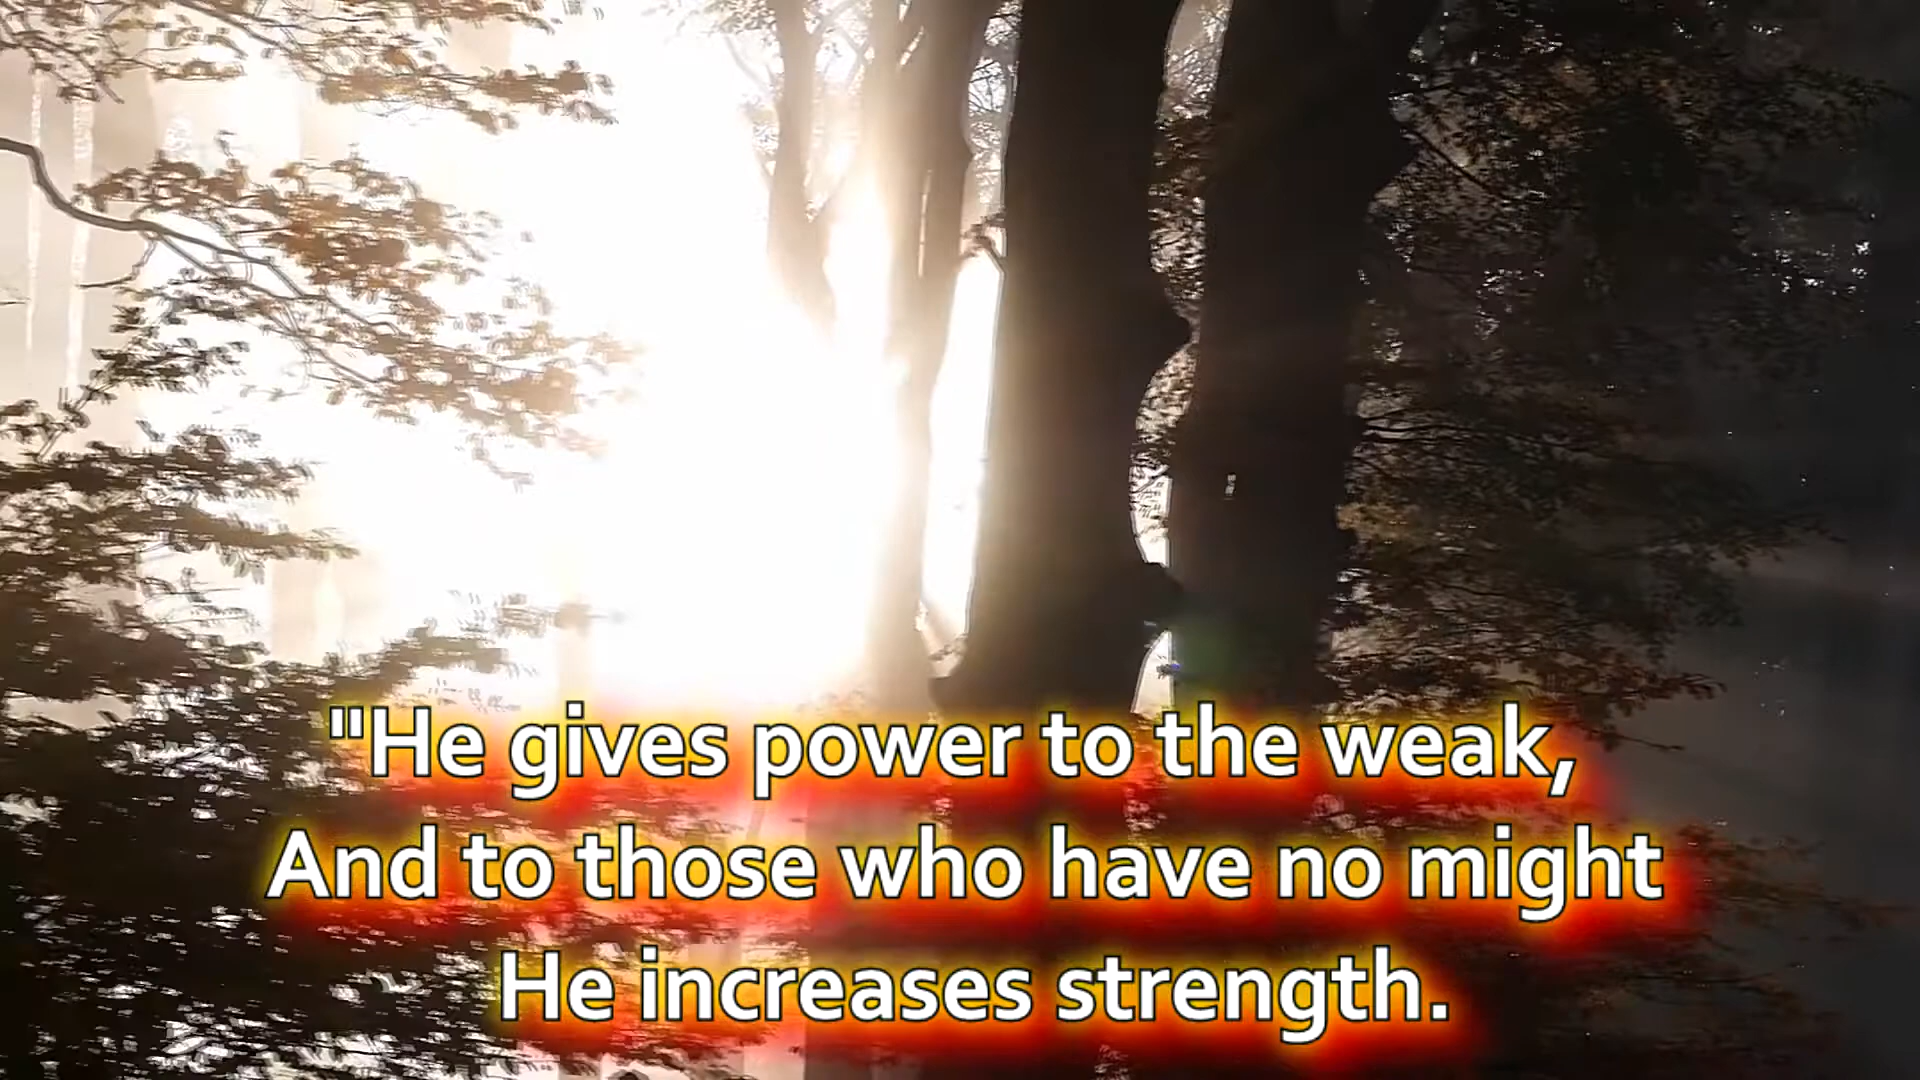 "He gives power to the weak,
And to those who have no might
He increases strength.